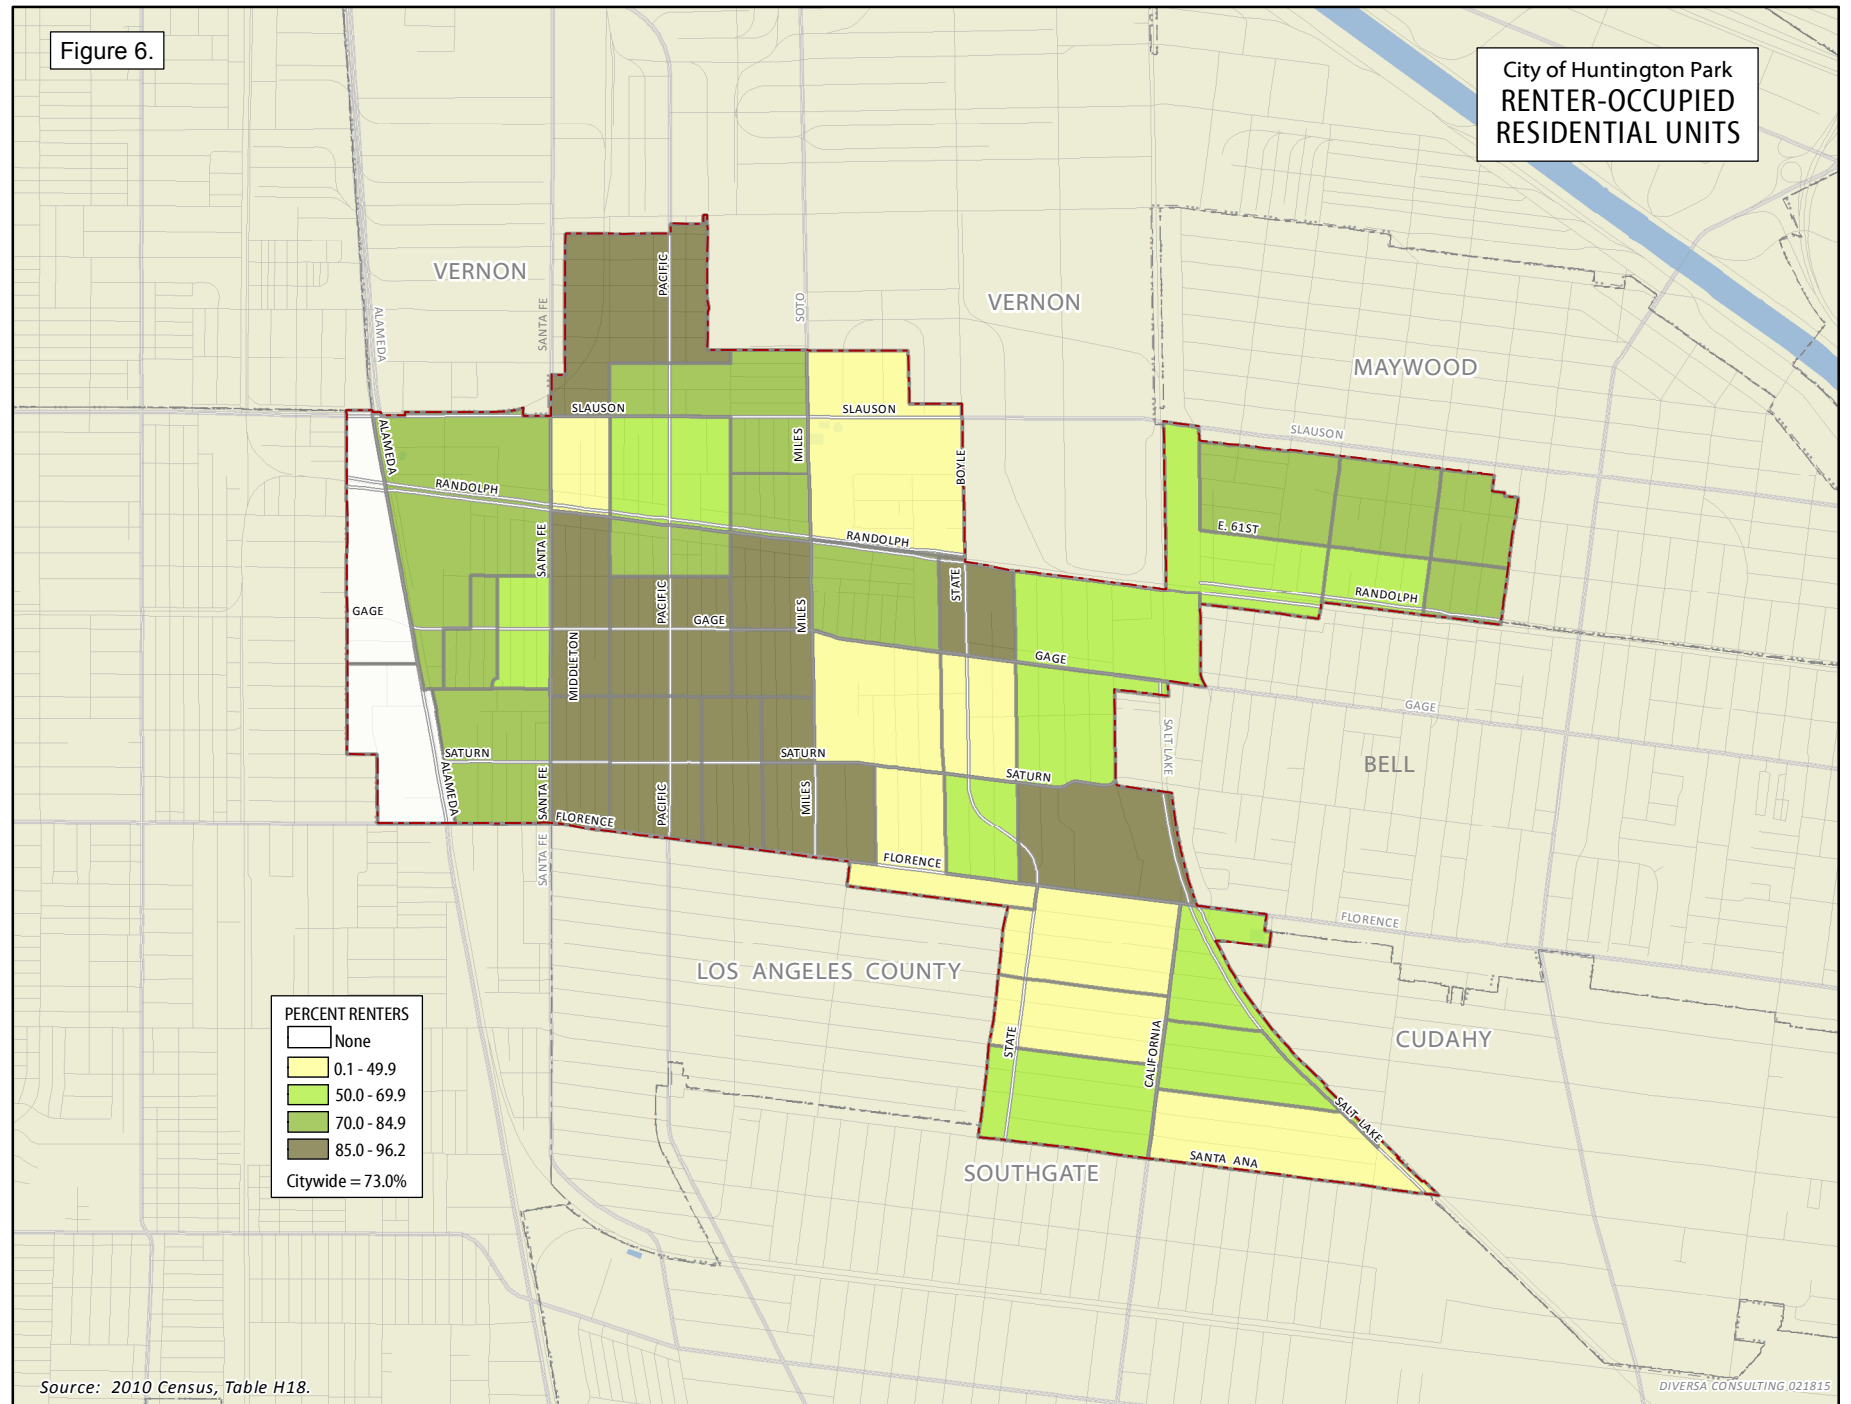 Figure 6.
City of Huntington Park
RENTER-OCCUPIED
RESIDENTIAL UNITS
VERNON
PACIFIC
SOTO
VERNON
ALAMEDA
SANTA FE
MAYWOOD
SLAUSON
SLAUSON
SLAUSON
ALAMEDA
MILES
BOYLE
RANDOLPH
E. 61ST
SANTA FE
RANDOLPH
STATE
RANDOLPH
PACIFIC
MILES
GAGE
GAGE
MIDDLETON
GAGE
GAGE
SALT LAKE
SATURN
SATURN
SATURN
BELL
ALAMEDA
SANTA FE
PACIFIC
MILES
FLORENCE
SANTA FE
FLORENCE
FLORENCE
LOS ANGELES COUNTY
STATE
CALIFORNIA
CUDAHY
SALT LAKE
SANTA ANA
SOUTHGATE
PERCENT RENTERS
None
0.1 - 49.9
50.0 - 69.9
70.0 - 84.9
85.0 - 96.2
Citywide = 73.0%
Source: 2010 Census, Table H18.
DIVERSA CONSULTING 021815